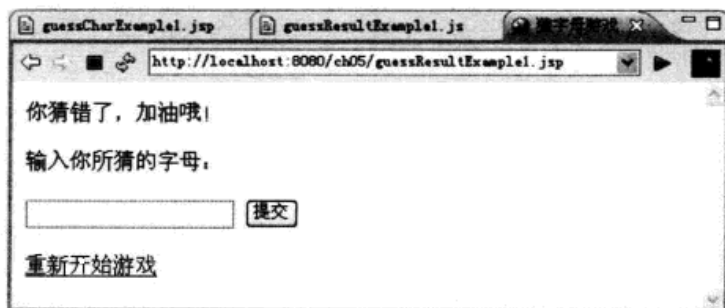 guessCharExample1.jsp
guessResultExample1.js
猜字母游戏
http://localhost:8080/ch05/guessResultExample1.jsp
你猜错了，加油哦！
输入你所猜的字母：
提交
重新开始游戏